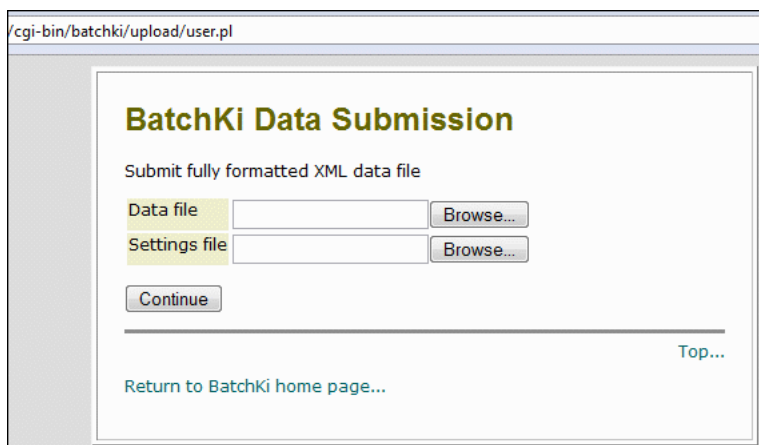 /cgi-bin/batchki/upload/user.pl
BatchKi Data Submission
Submit fully formatted XML data file
Data file Browse...
Settings file Browse...
Continue
Top...
Return to BatchKi home page...